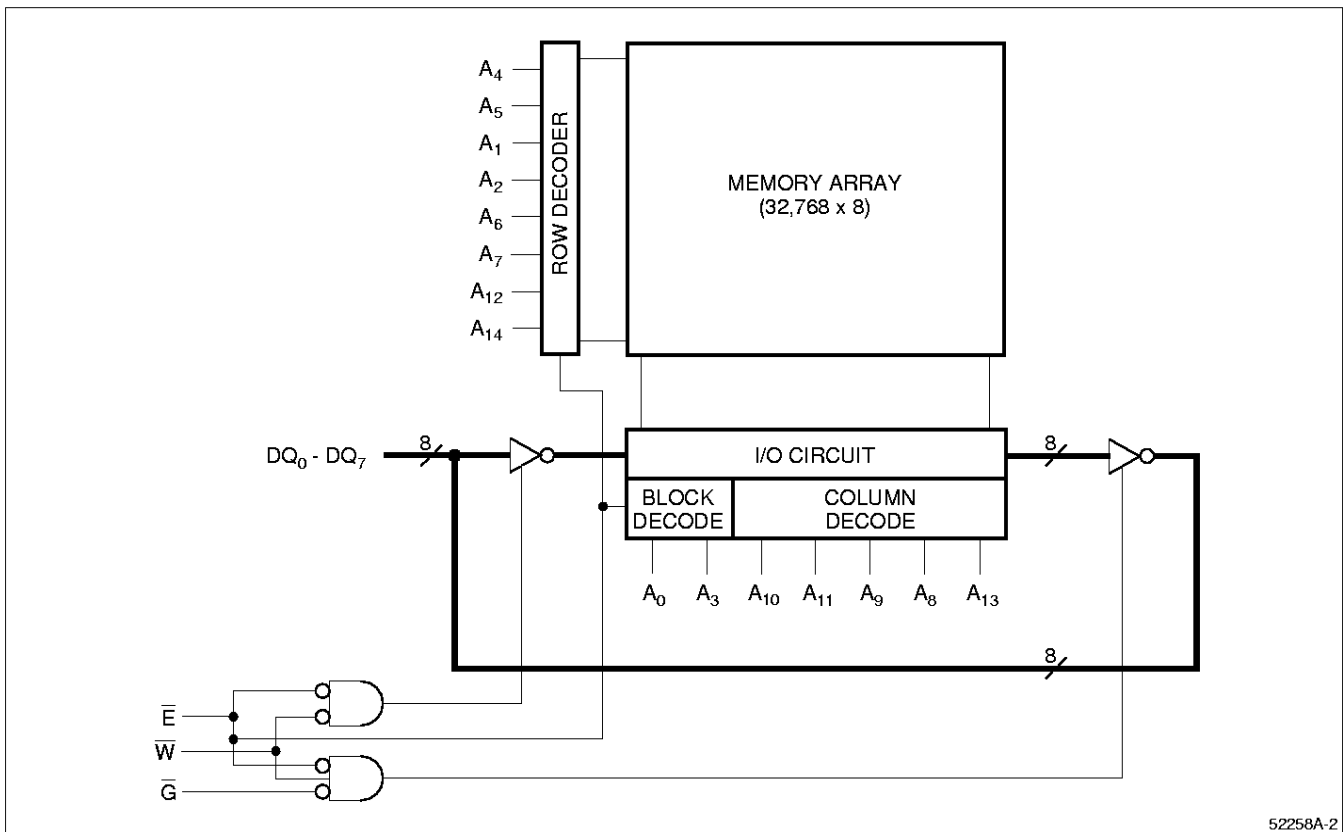 A4
A5
A1
A2
A6
A7
A12
A14
ROW DECODER
MEMORY ARRAY
(32,768 x 8)
DQ0 - DQ7
8
I/O CIRCUIT
8
BLOCK
DECODE
COLUMN
DECODE
A0 A3 A10 A11 A9 A8 A13
8
E̅
W̅
G̅
52258A-2